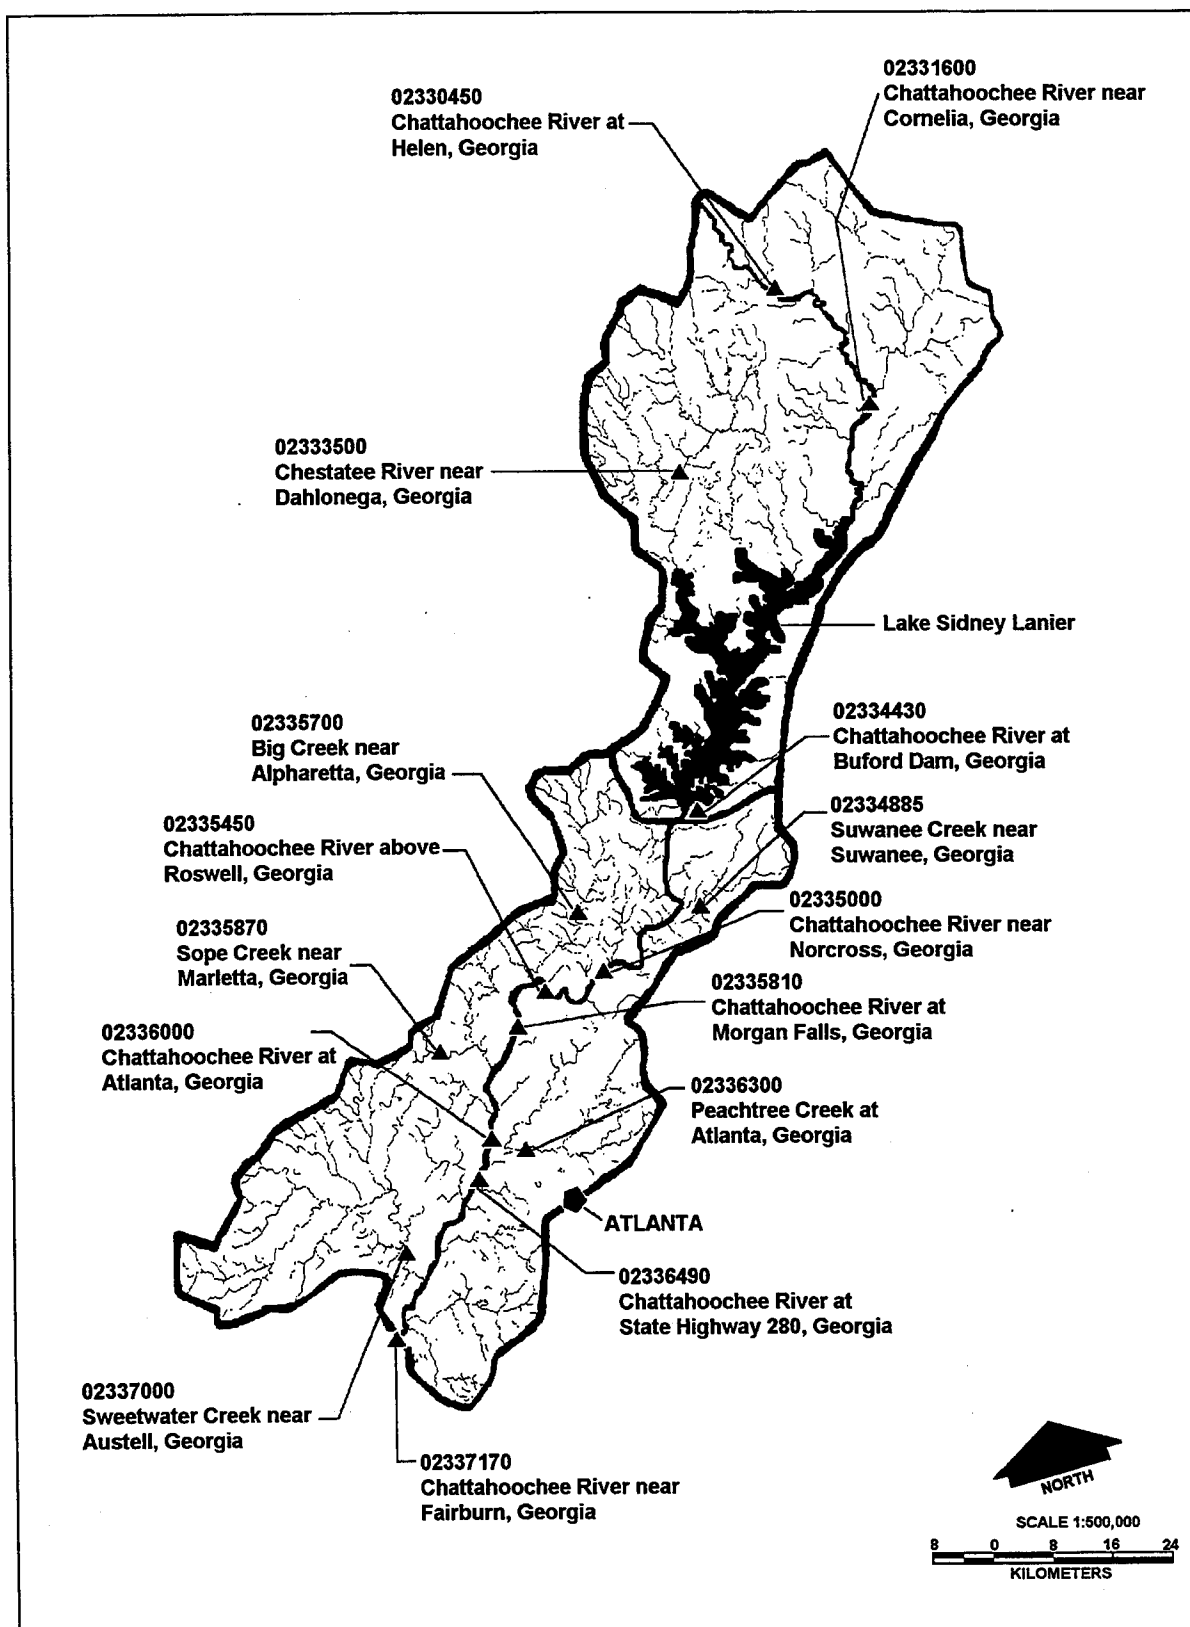 02331600
Chattahoochee River near
Cornelia, Georgia
02330450
Chattahoochee River at
Helen, Georgia
02333500
Chestatee River near
Dahlonega, Georgia
Lake Sidney Lanier
02335700
Big Creek near
Alpharetta, Georgia
02334430
Chattahoochee River at
Buford Dam, Georgia
02334885
Suwanee Creek near
Suwanee, Georgia
02335450
Chattahoochee River above
Roswell, Georgia
02335000
Chattahoochee River near
Norcross, Georgia
02335870
Sope Creek near
Marletta, Georgia
02335810
Chattahoochee River at
Morgan Falls, Georgia
02336000
Chattahoochee River at
Atlanta, Georgia
02336300
Peachtree Creek at
Atlanta, Georgia
ATLANTA
02336490
Chattahoochee River at
State Highway 280, Georgia
02337000
Sweetwater Creek near
Austell, Georgia
02337170
Chattahoochee River near
Fairburn, Georgia
NORTH
SCALE 1:500,000
8 0 8 16 24
KILOMETERS